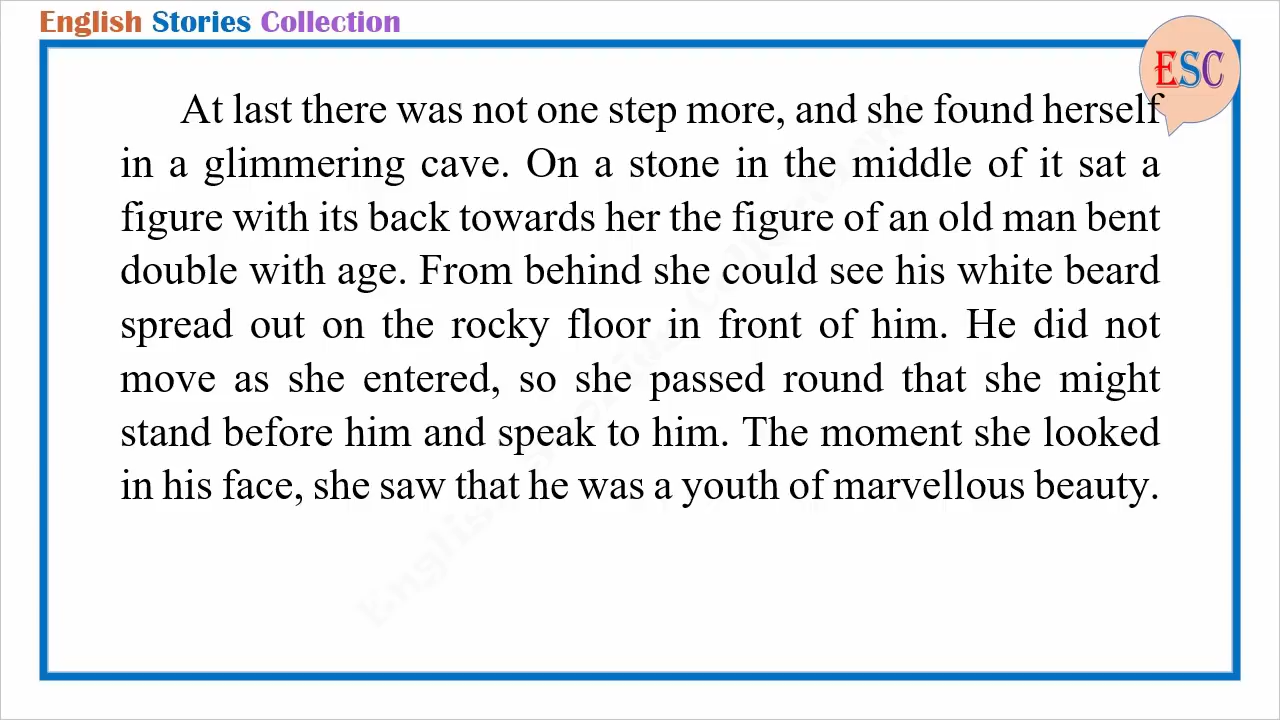 English Stories Collection
ESC
At last there was not one step more, and she found herself
in a glimmering cave. On a stone in the middle of it sat a
figure with its back towards her the figure of an old man bent
double with age. From behind she could see his white beard
spread out on the rocky floor in front of him. He did not
move as she entered, so she passed round that she might
stand before him and speak to him. The moment she looked
in his face, she saw that he was a youth of marvellous beauty.